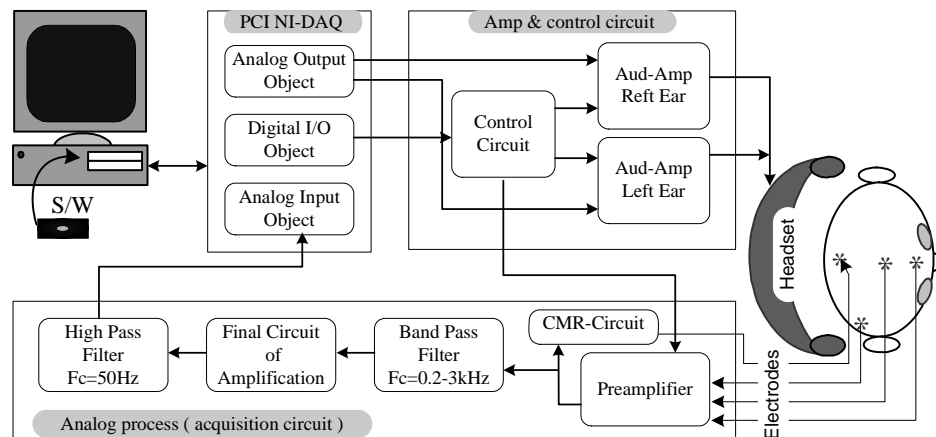 PCI NI-DAQ
Amp & control circuit
Analog Output
Object
Digital I/O
Object
Analog Input
Object
Control
Circuit
Aud-Amp
Reft Ear
Aud-Amp
Left Ear
S/W
Headset
High Pass
Filter
Fc=50Hz
Final Circuit
of
Amplification
Band Pass
Filter
Fc=0.2-3kHz
CMR-Circuit
Preamplifier
Electrodes
Analog process ( acquisition circuit )